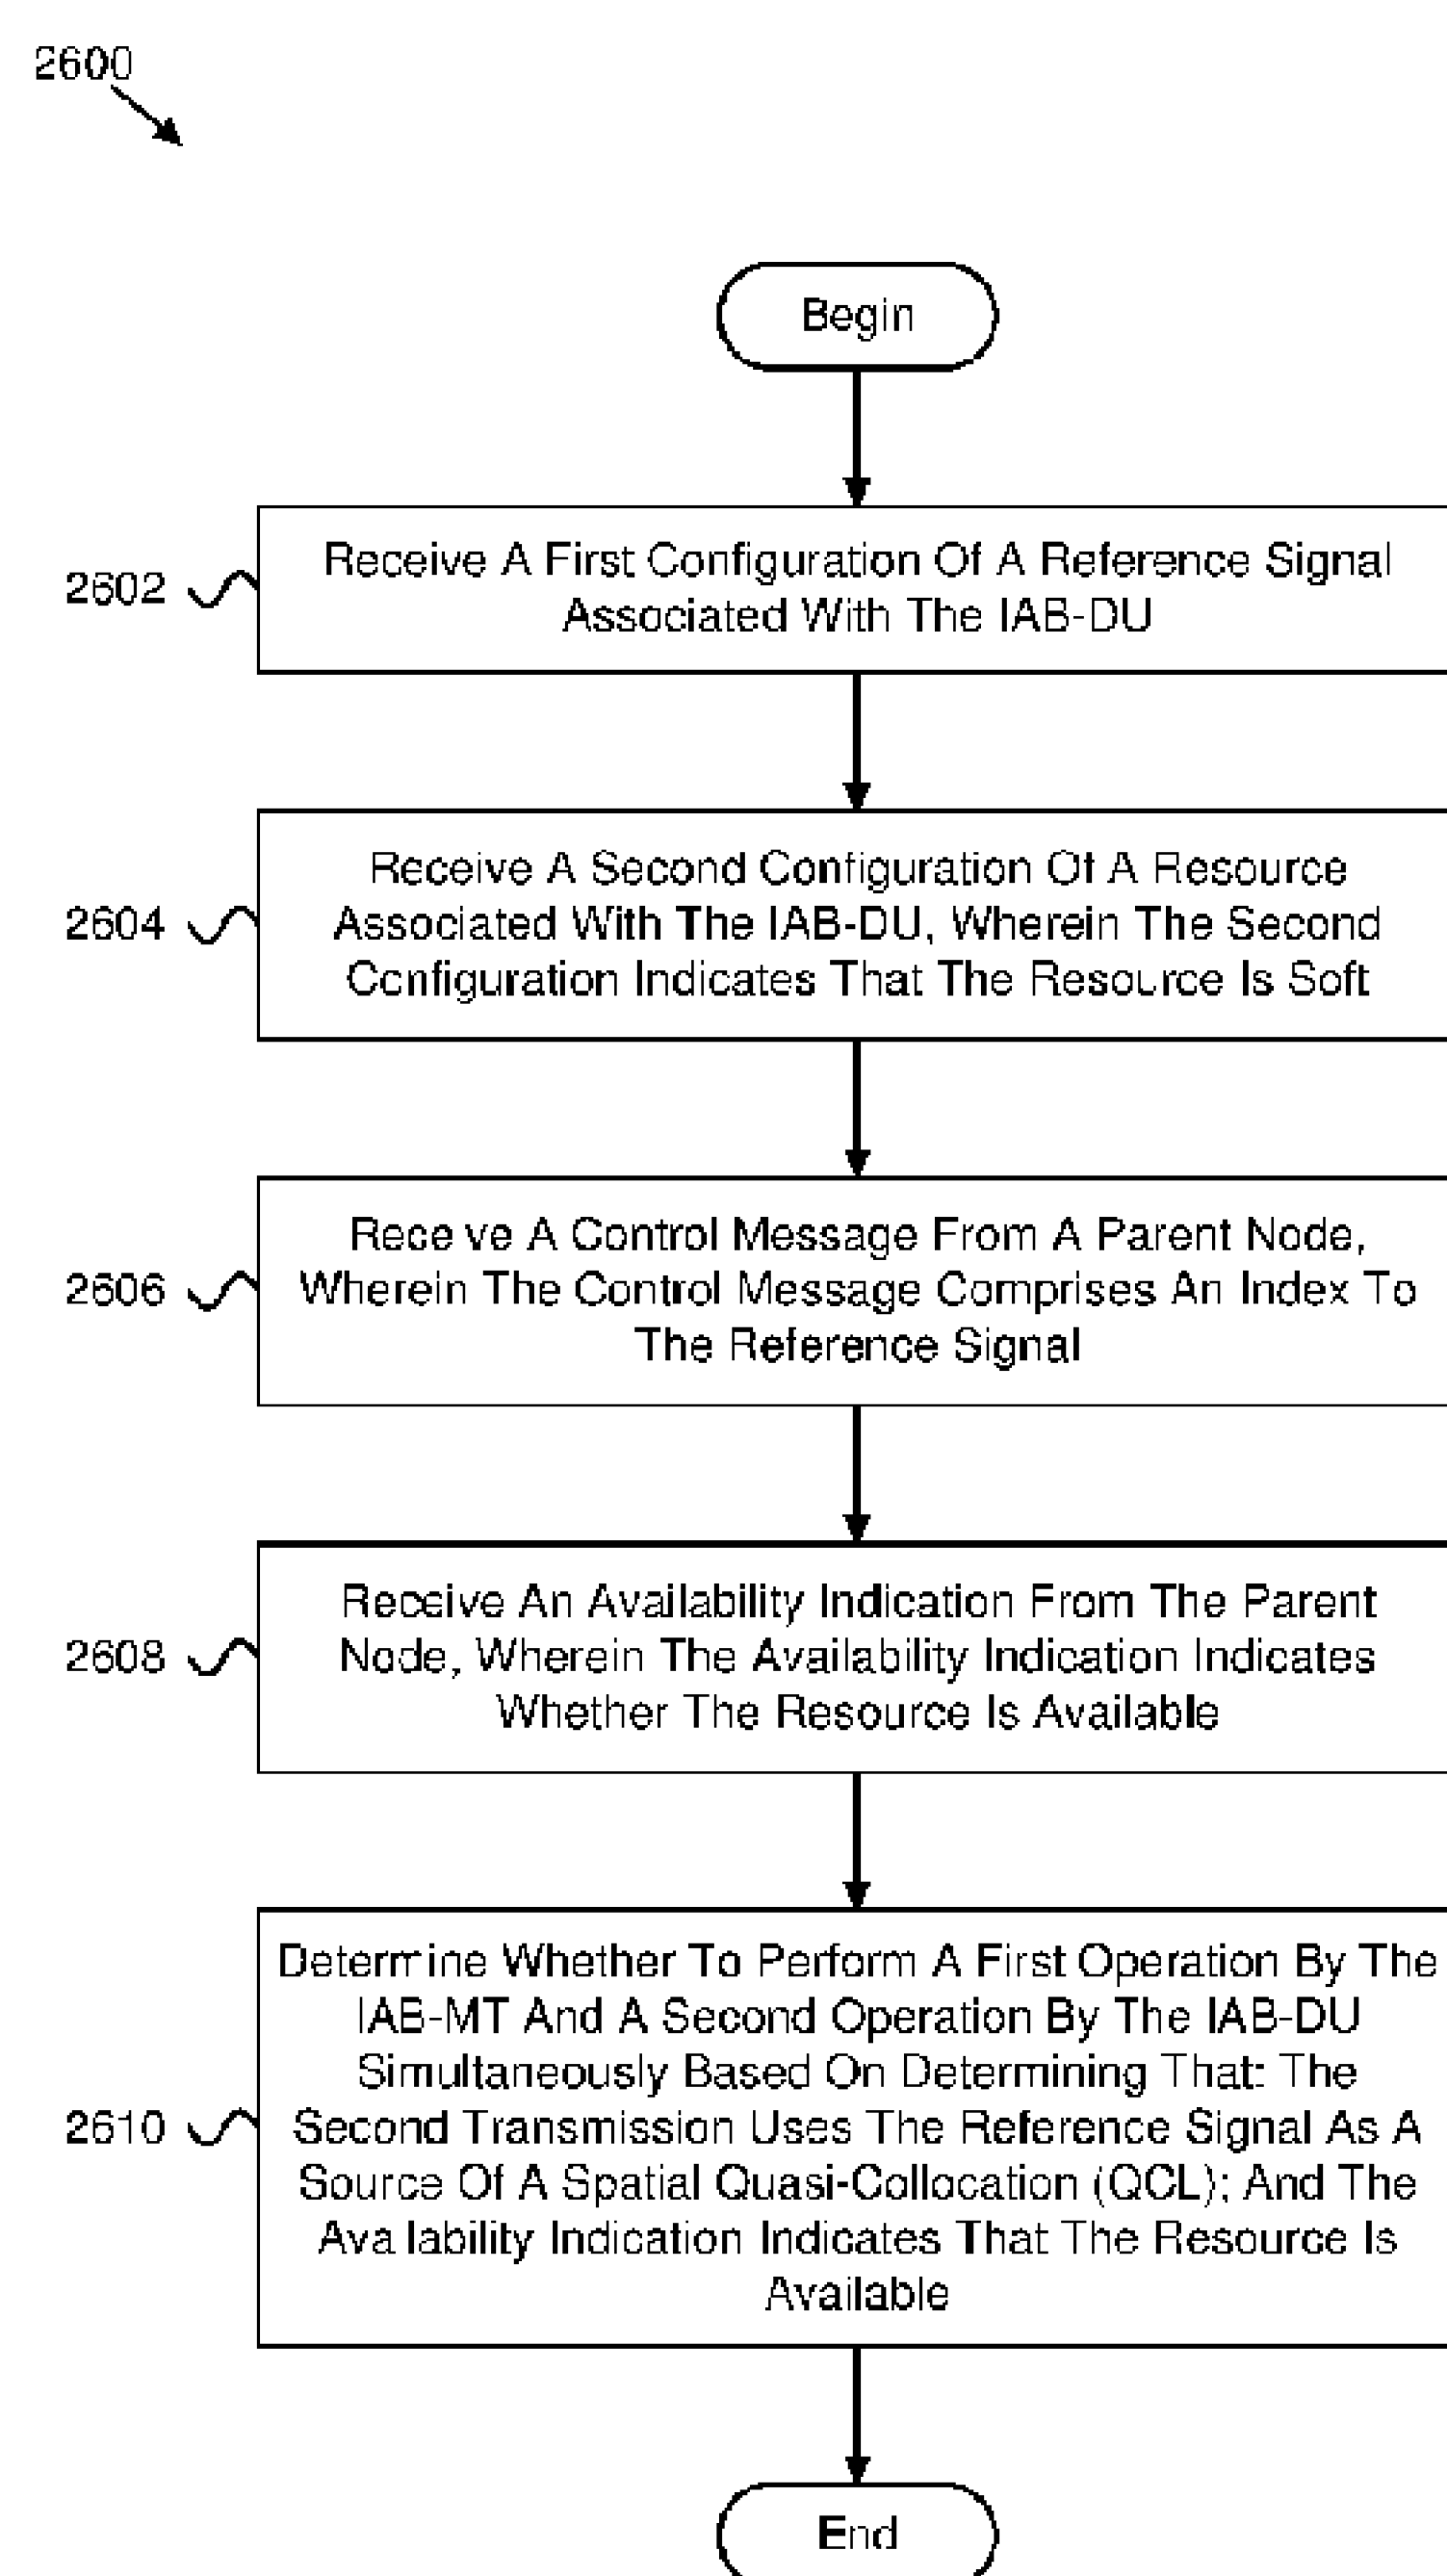 2600
Begin
2602
Receive A First Configuration Of A Reference Signal
Associated With The IAB-DU
2604
Receive A Second Configuration Of A Resource
Associated With The IAB-DU, Wherein The Second
Configuration Indicates That The Resource Is Soft
2606
Receive A Control Message From A Parent Node,
Wherein The Control Message Comprises An Index To
The Reference Signal
2608
Receive An Availability Indication From The Parent
Node, Wherein The Availability Indication Indicates
Whether The Resource Is Available
2610
Determine Whether To Perform A First Operation By The
IAB-MT And A Second Operation By The IAB-DU
Simultaneously Based On Determining That: The
Second Transmission Uses The Reference Signal As A
Source Of A Spatial Quasi-Collocation (QCL); And The
Availability Indication Indicates That The Resource Is
Available
End